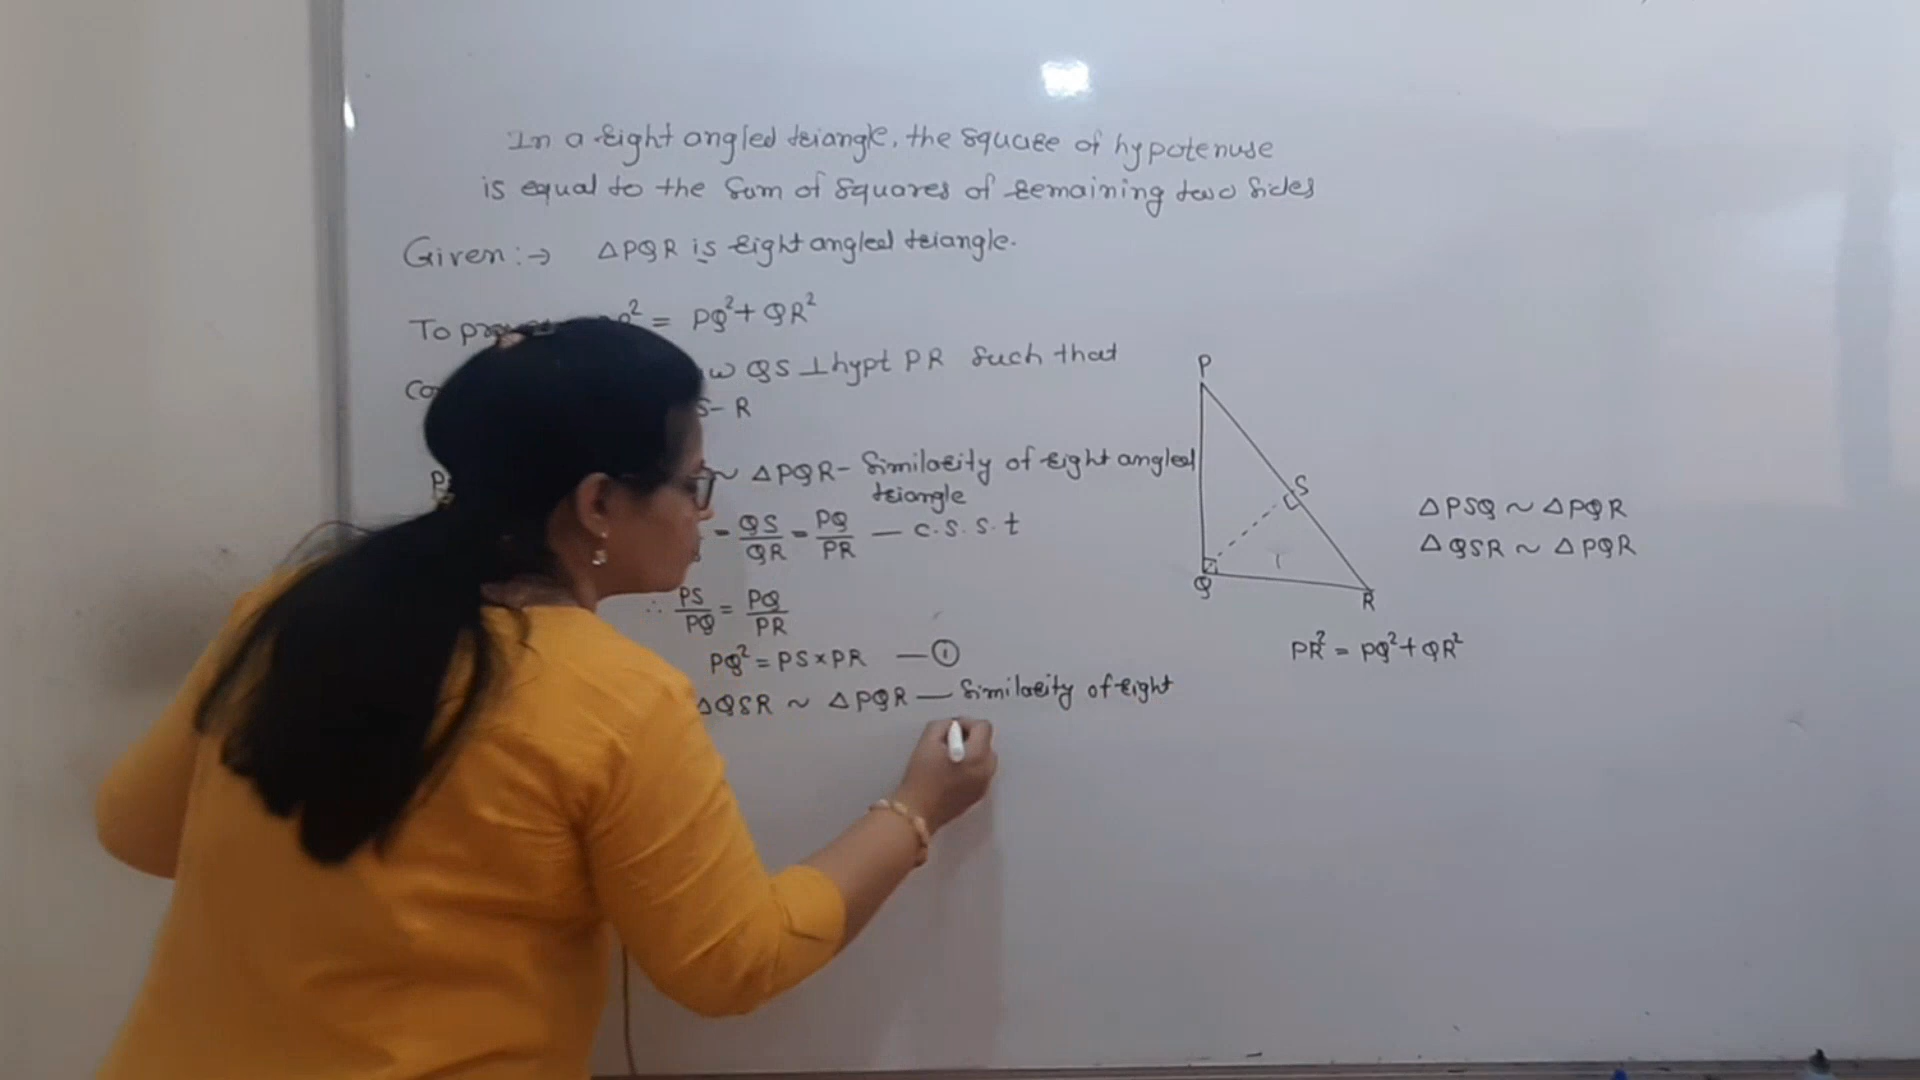 In a right angled triangle, the square of hypotenuse
is equal to the sum of squares of remaining two sides
Given :→ △PQR is right angled triangle.
To = PQ²+ QR²
QS ⊥ hypt PR such that
S- R
~ △PQR - Similarity of right angled
triangle
= QS/QR = PQ/PR — c.s.s.t
∴ PS/PQ = PQ/PR
PQ² = PS×PR — ①
△QSR ~ △PQR — Similarity of right
P
S
Q
R
△PSQ ~ △PQR
△QSR ~ △PQR
PR² = PQ²+ QR²